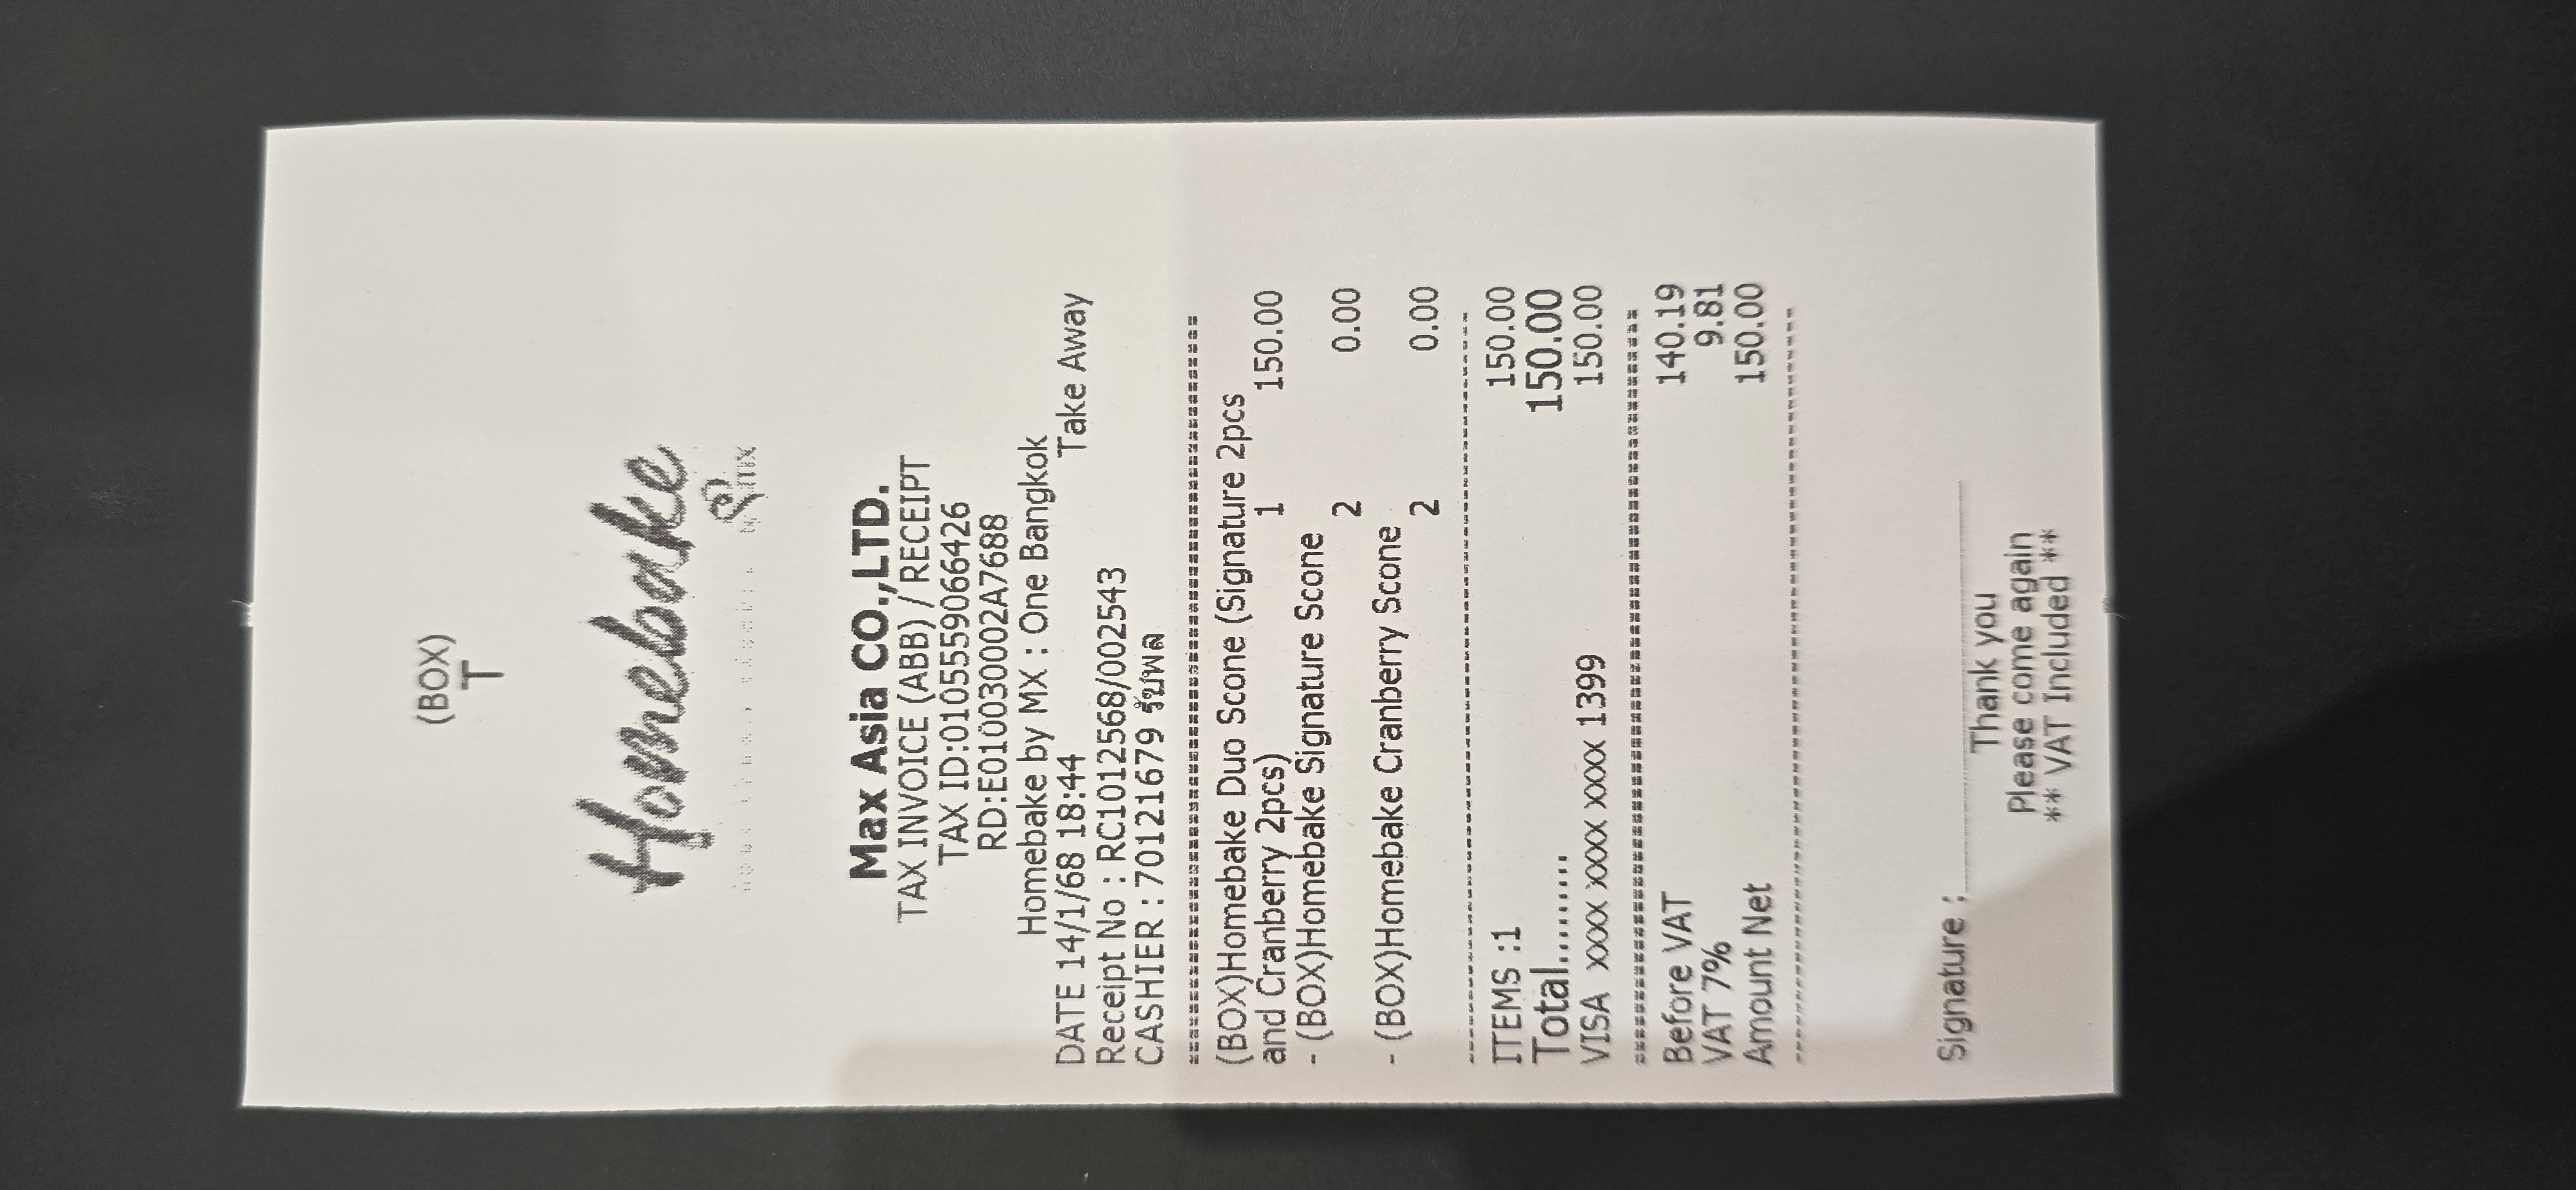 (BOX)
T
Homebake
mx
Max Asia CO.,LTD.
TAX INVOICE (ABB) / RECEIPT
TAX ID:0105559066426
RD:E010030002A7688
Homebake by MX : One Bangkok
DATE 14/1/68 18:44 Take Away
Receipt No : RC1012568/002543
CASHIER : 70121679 รัชพล
(BOX)Homebake Duo Scone (Signature 2pcs
and Cranberry 2pcs) 1 150.00
- (BOX)Homebake Signature Scone
2 0.00
- (BOX)Homebake Cranberry Scone
2 0.00
ITEMS :1 150.00
Total......... 150.00
VISA xxxx xxxx xxxx 1399 150.00
Before VAT 140.19
VAT 7% 9.81
Amount Net 150.00
Signature :
Thank you
Please come again
** VAT Included **